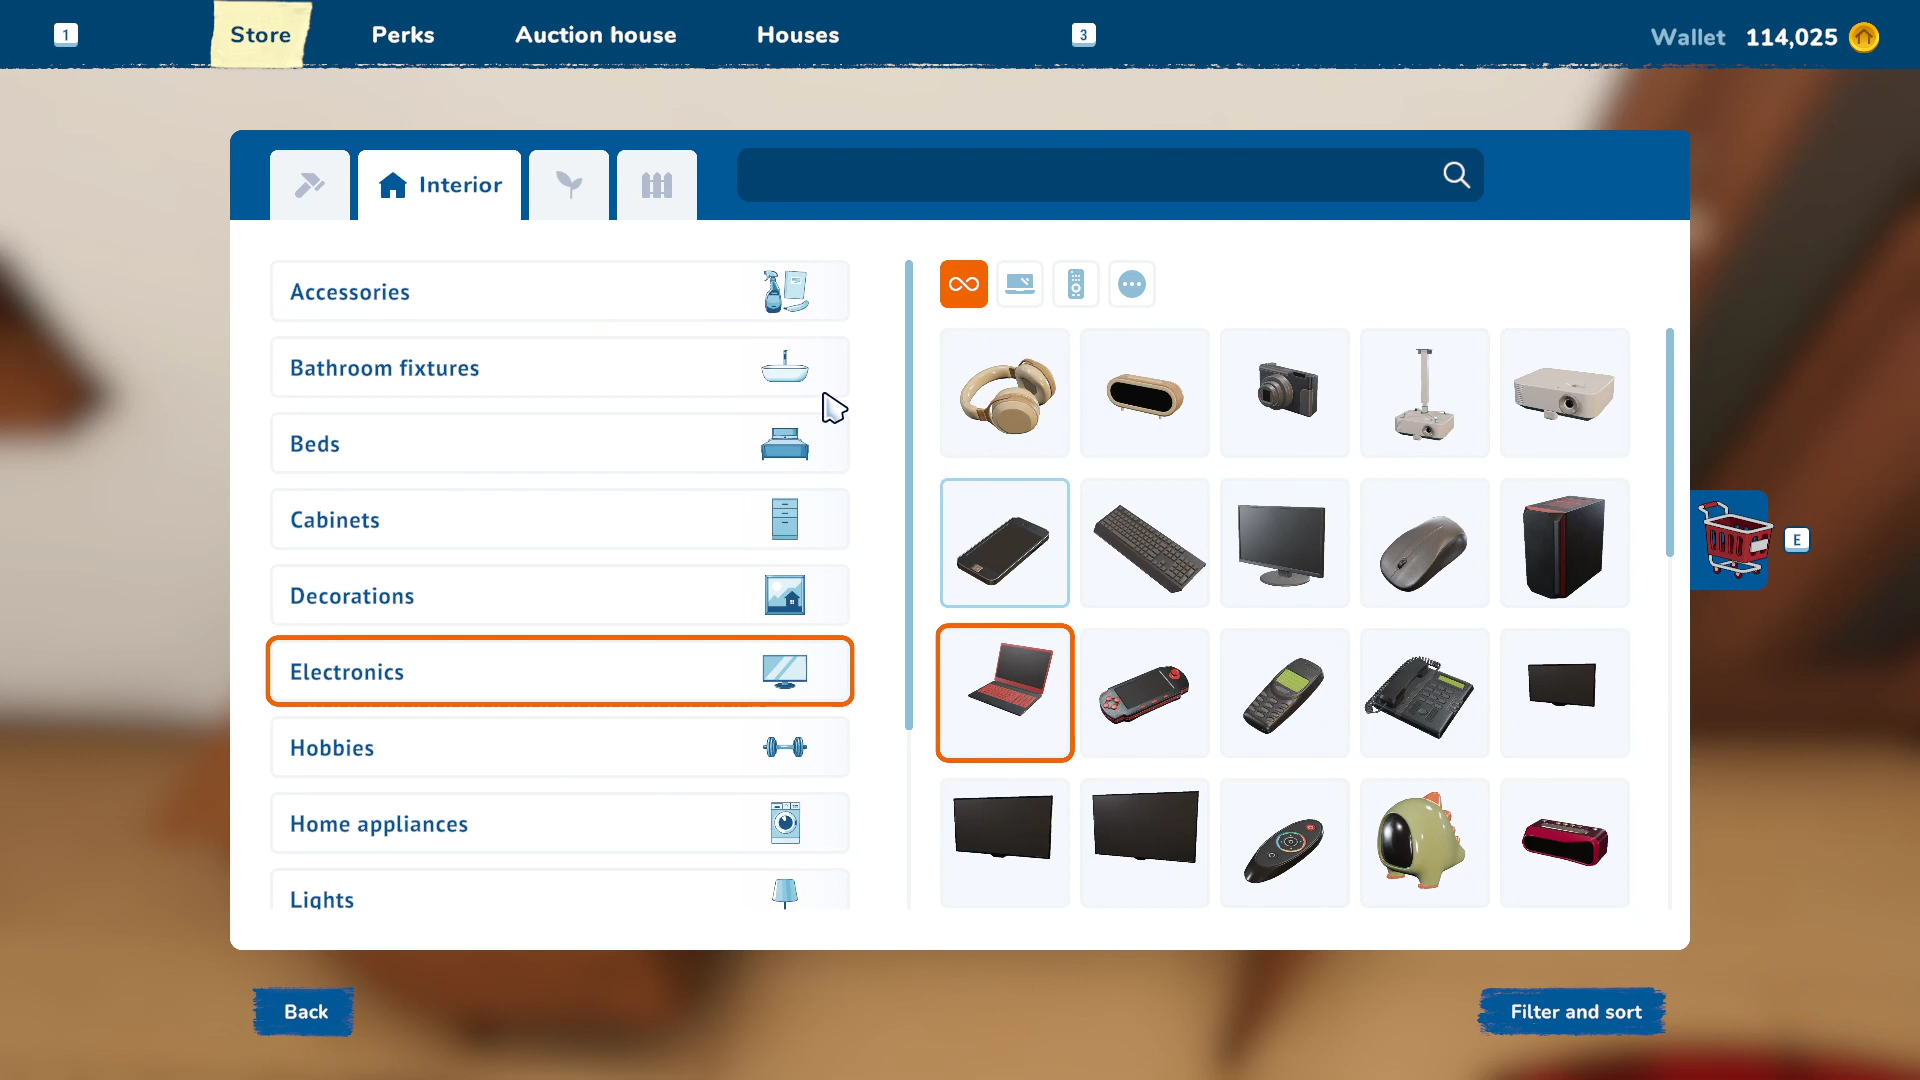 1
Store
Perks
Auction house
Houses
3
Wallet 114,025
Interior
Accessories
Bathroom fixtures
Beds
Cabinets
Decorations
Electronics
Hobbies
Home appliances
Lights
E
Back
Filter and sort